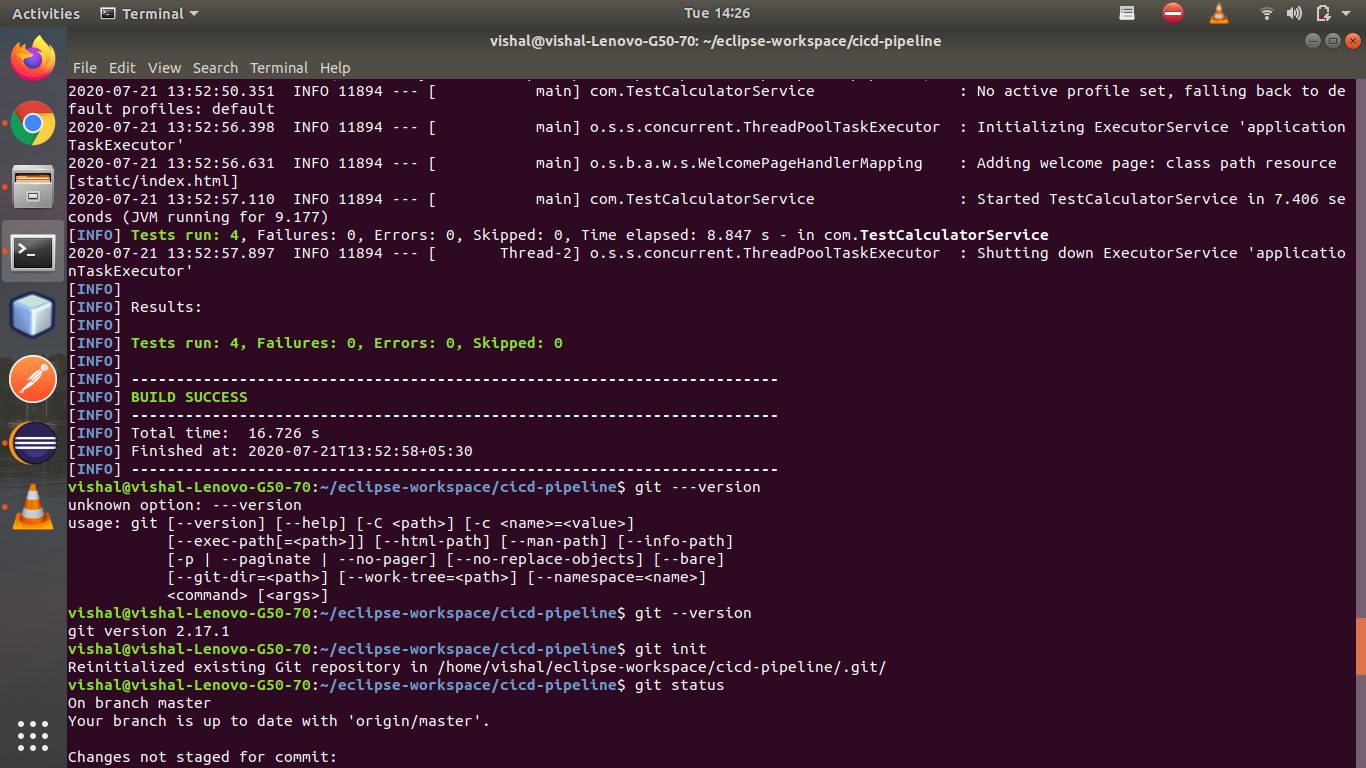 Activities Terminal Tue 14:26
vishal@vishal-Lenovo-G50-70: ~/eclipse-workspace/cicd-pipeline
File Edit View Search Terminal Help
2020-07-21 13:52:50.351  INFO 11894 --- [           main] com.TestCalculatorService                : No active profile set, falling back to de
fault profiles: default
2020-07-21 13:52:56.398  INFO 11894 --- [           main] o.s.s.concurrent.ThreadPoolTaskExecutor  : Initializing ExecutorService 'application
TaskExecutor'
2020-07-21 13:52:56.631  INFO 11894 --- [           main] o.s.b.a.w.s.WelcomePageHandlerMapping    : Adding welcome page: class path resource
[static/index.html]
2020-07-21 13:52:57.110  INFO 11894 --- [           main] com.TestCalculatorService                : Started TestCalculatorService in 7.406 se
conds (JVM running for 9.177)
[INFO] Tests run: 4, Failures: 0, Errors: 0, Skipped: 0, Time elapsed: 8.847 s - in com.TestCalculatorService
2020-07-21 13:52:57.897  INFO 11894 --- [       Thread-2] o.s.s.concurrent.ThreadPoolTaskExecutor  : Shutting down ExecutorService 'applicatio
nTaskExecutor'
[INFO]
[INFO] Results:
[INFO]
[INFO] Tests run: 4, Failures: 0, Errors: 0, Skipped: 0
[INFO]
[INFO] ------------------------------------------------------------------------
[INFO] BUILD SUCCESS
[INFO] ------------------------------------------------------------------------
[INFO] Total time:  16.726 s
[INFO] Finished at: 2020-07-21T13:52:58+05:30
[INFO] ------------------------------------------------------------------------
vishal@vishal-Lenovo-G50-70:~/eclipse-workspace/cicd-pipeline$ git ---version
unknown option: ---version
usage: git [--version] [--help] [-C <path>] [-c <name>=<value>]
           [--exec-path[=<path>]] [--html-path] [--man-path] [--info-path]
           [-p | --paginate | --no-pager] [--no-replace-objects] [--bare]
           [--git-dir=<path>] [--work-tree=<path>] [--namespace=<name>]
           <command> [<args>]
vishal@vishal-Lenovo-G50-70:~/eclipse-workspace/cicd-pipeline$ git --version
git version 2.17.1
vishal@vishal-Lenovo-G50-70:~/eclipse-workspace/cicd-pipeline$ git init
Reinitialized existing Git repository in /home/vishal/eclipse-workspace/cicd-pipeline/.git/
vishal@vishal-Lenovo-G50-70:~/eclipse-workspace/cicd-pipeline$ git status
On branch master
Your branch is up to date with 'origin/master'.
Changes not staged for commit: